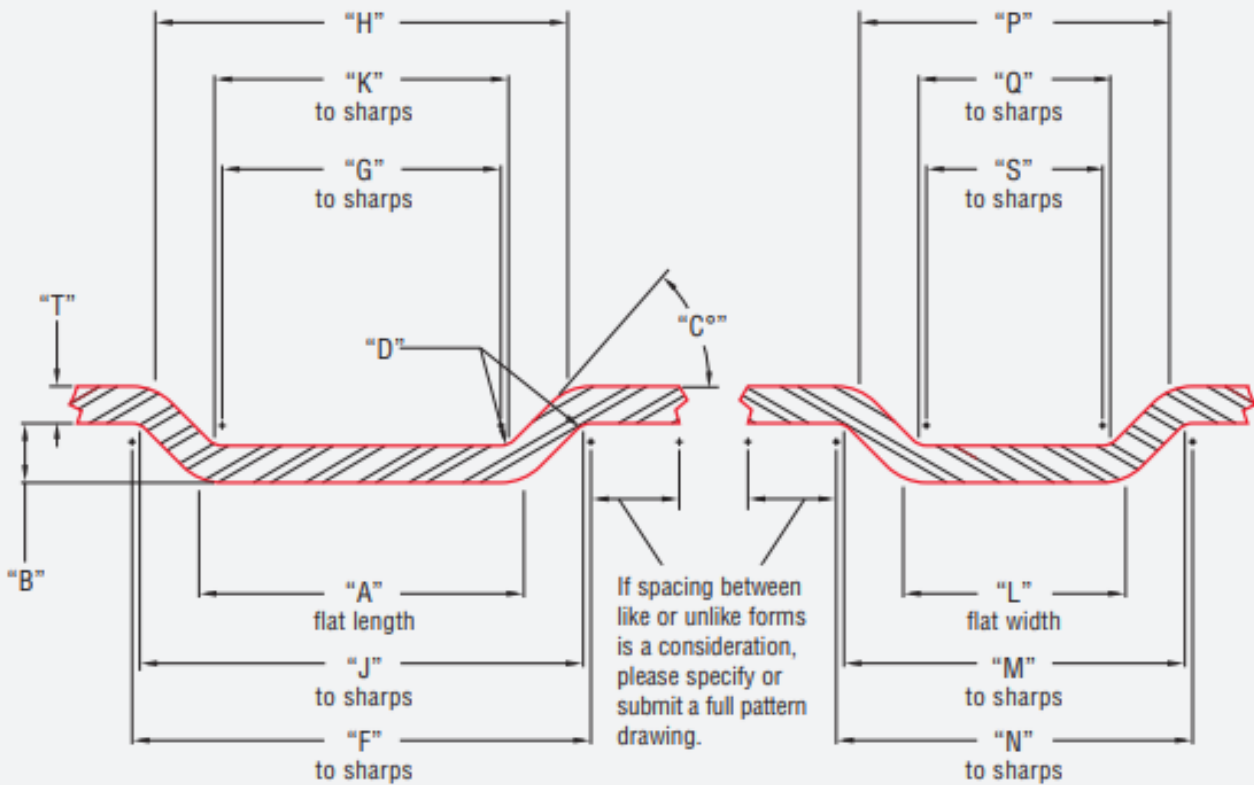 “H”
“P”
“K”
to sharps
“Q”
to sharps
“G”
to sharps
“S”
to sharps
“T”
“C°”
“D”
“B”
“A”
flat length
If spacing between
like or unlike forms
is a consideration,
please specify or
submit a full pattern
drawing.
“L”
flat width
“J”
to sharps
“M”
to sharps
“F”
to sharps
“N”
to sharps